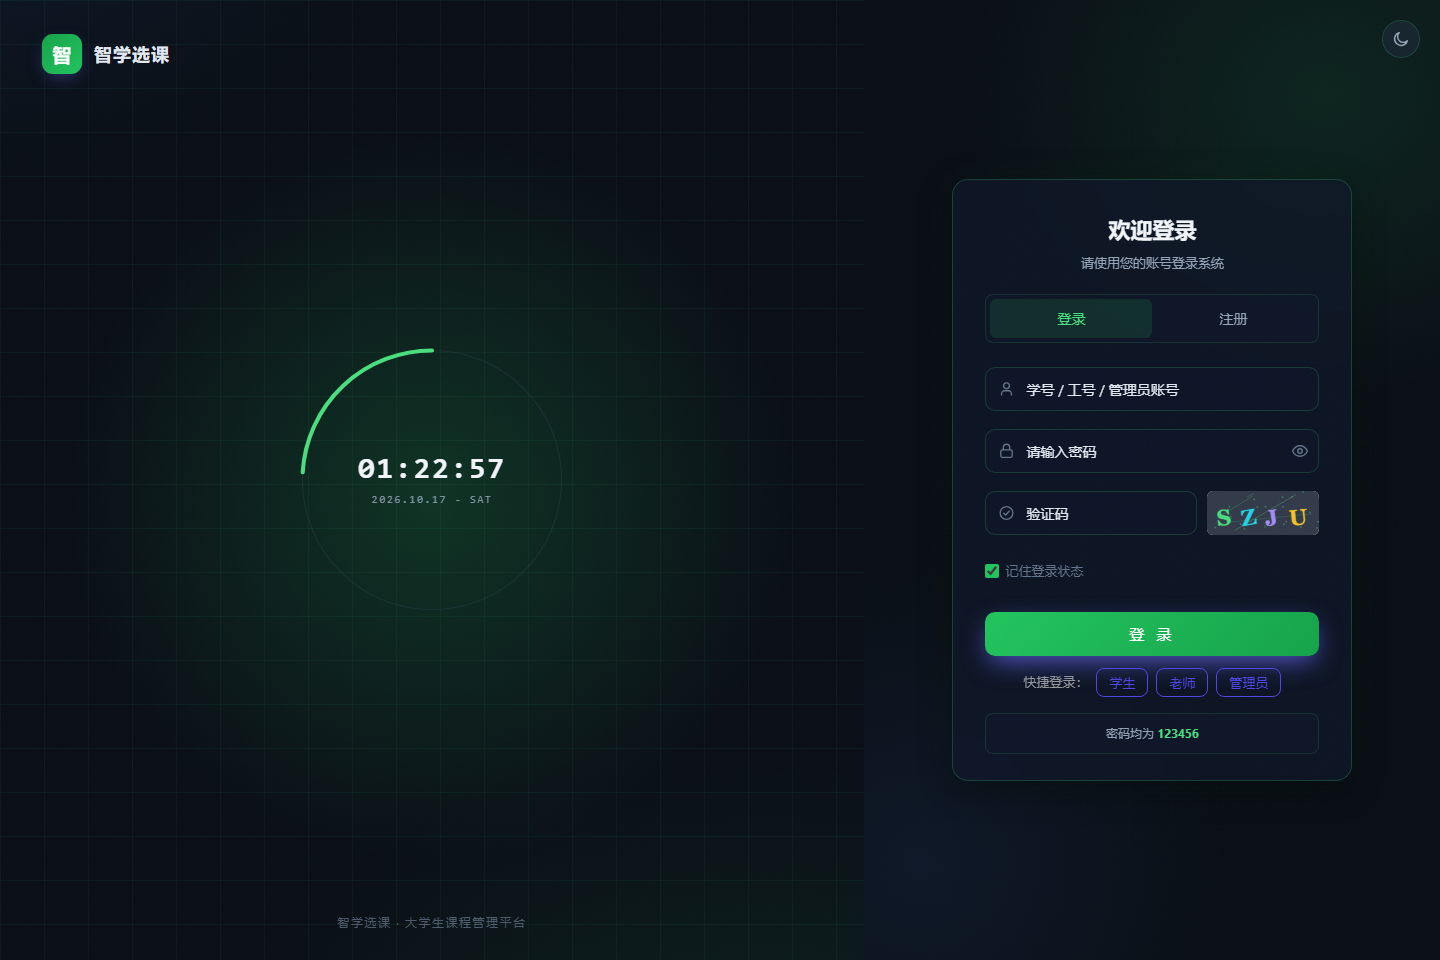 智 智学选课
01:22:57
2026.10.17 - SAT
智学选课 · 大学生课程管理平台
欢迎登录
请使用您的账号登录系统
登录 注册
学号 / 工号 / 管理员账号
请输入密码
验证码 S Z J U
记住登录状态
登 录
快捷登录: 学生 老师 管理员
密码均为 123456